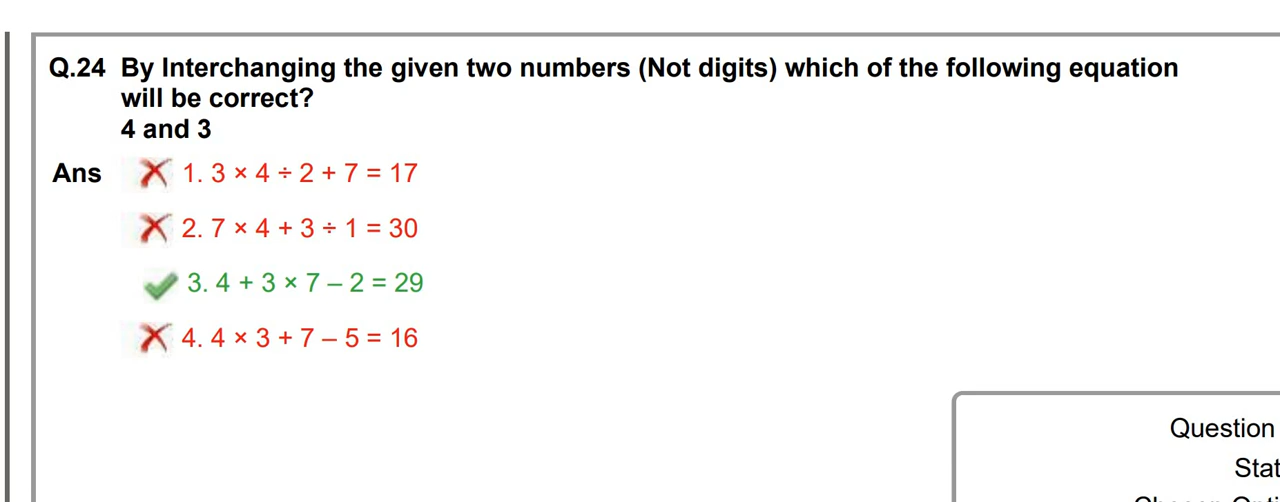 Q.24 By Interchanging the given two numbers (Not digits) which of the following equation
will be correct?
4 and 3
Ans 1. 3 × 4 ÷ 2 + 7 = 17
2. 7 × 4 + 3 ÷ 1 = 30
3. 4 + 3 × 7 – 2 = 29
4. 4 × 3 + 7 – 5 = 16
Question